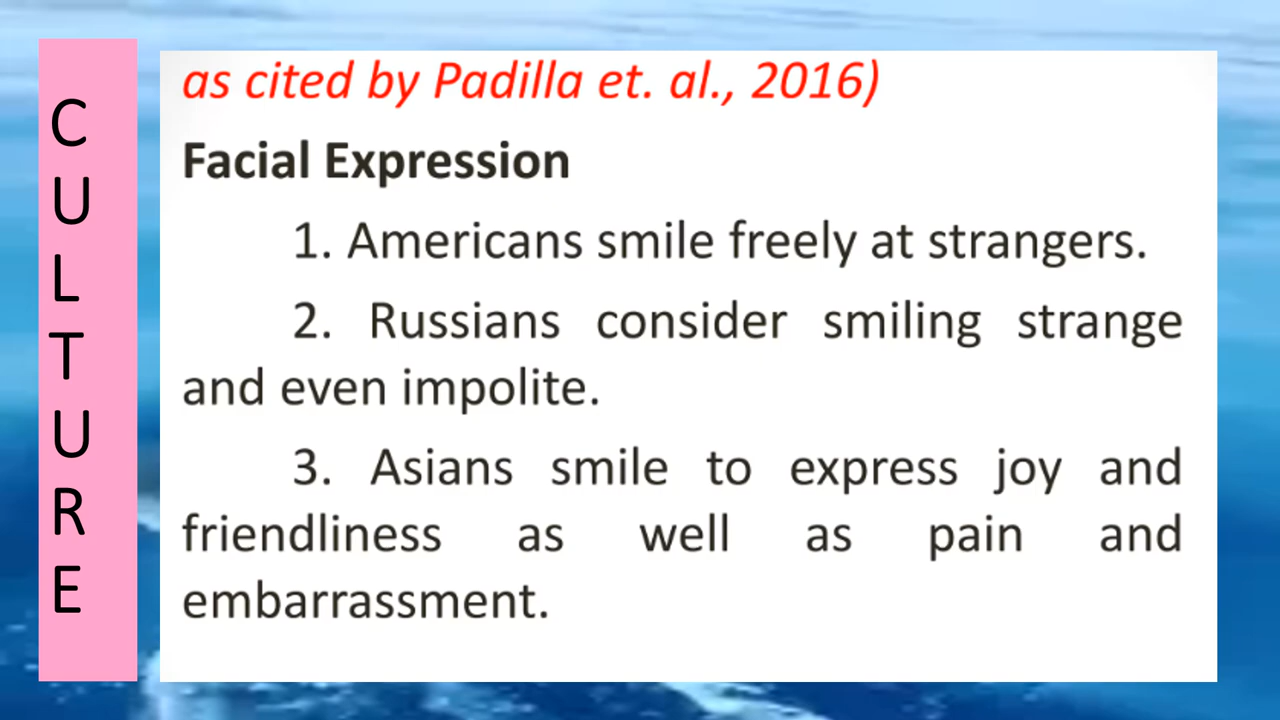 C
U
L
T
U
R
E
as cited by Padilla et. al., 2016)
Facial Expression
1. Americans smile freely at strangers.
2. Russians consider smiling strange
and even impolite.
3. Asians smile to express joy and
friendliness as well as pain and
embarrassment.